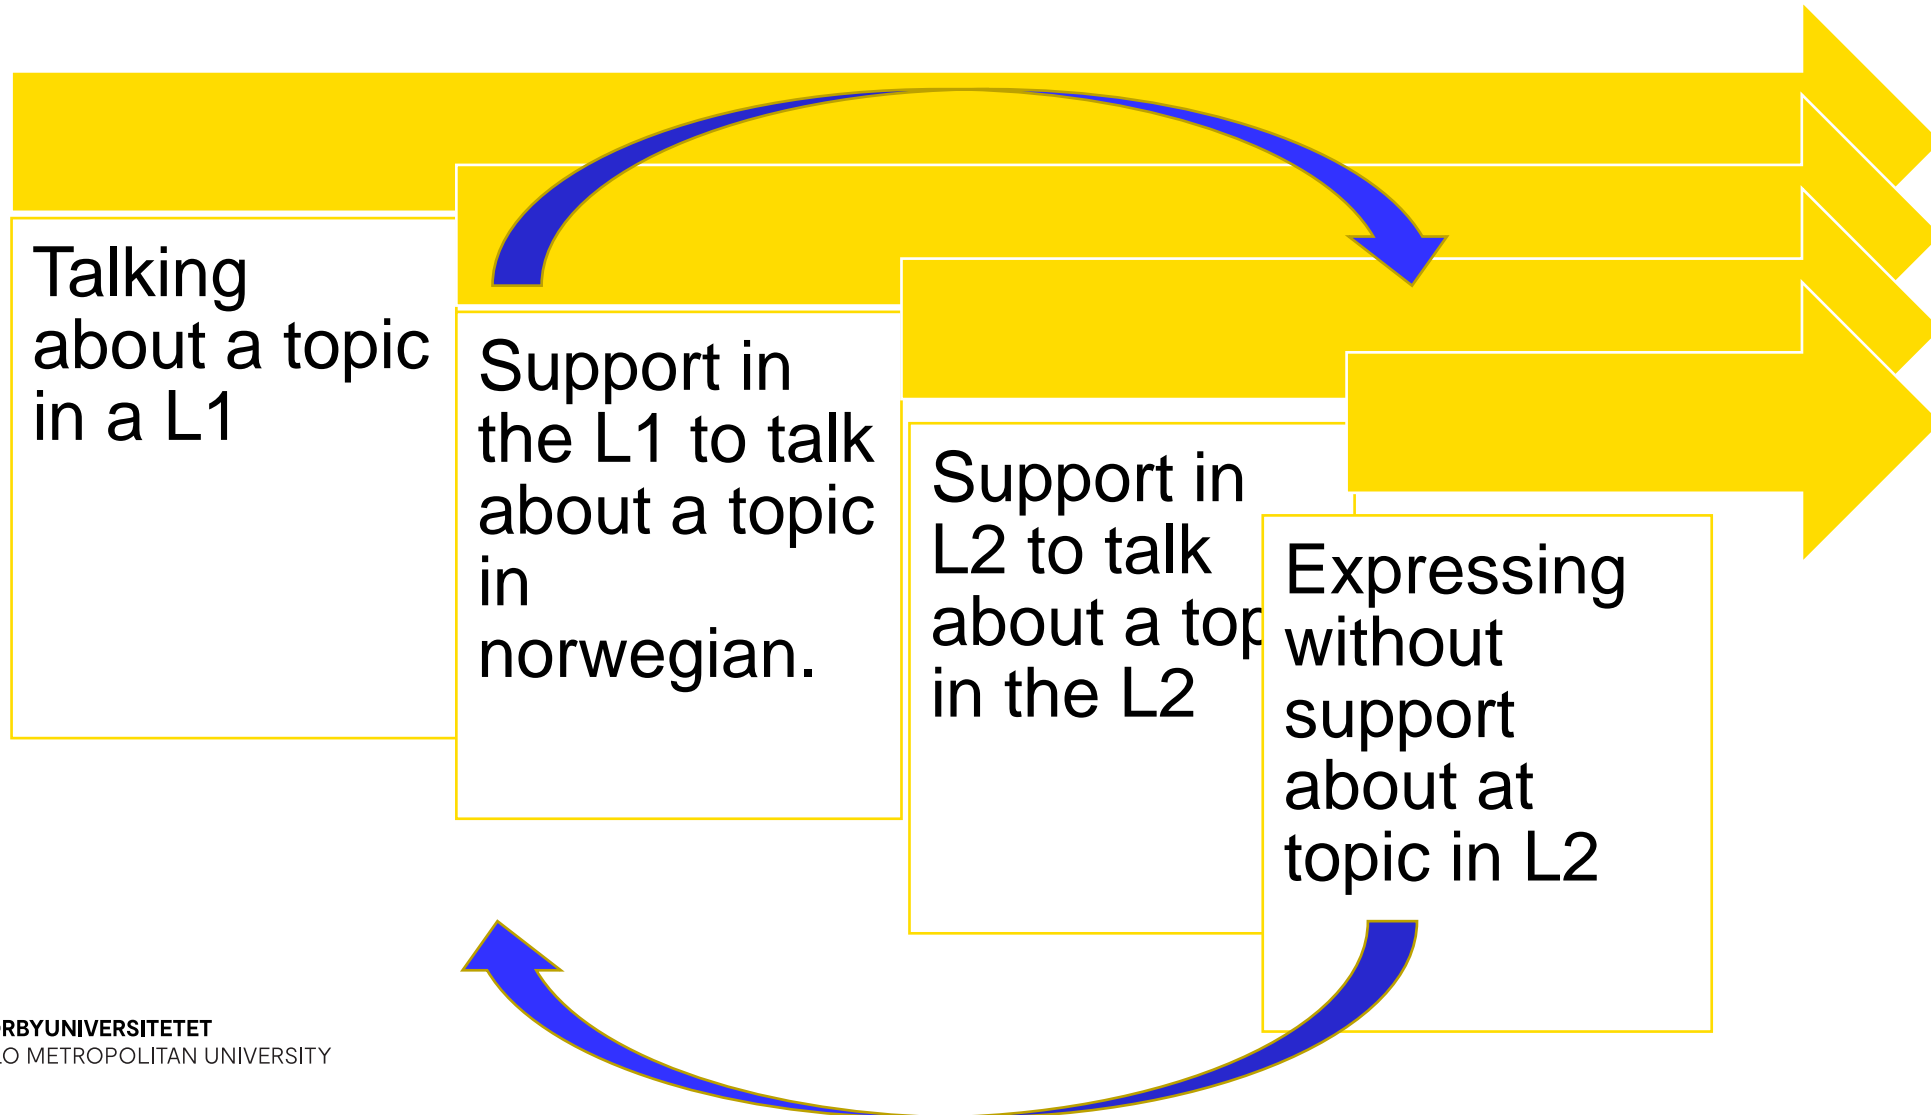 Talking
about a topic
in a L1
Support in
the L1 to talk
about a topic
in
norwegian.
Support in
L2 to talk
about a top
in the L2
Expressing
without
support
about at
topic in L2
RBYUNIVERSITETET
LO METROPOLITAN UNIVERSITY